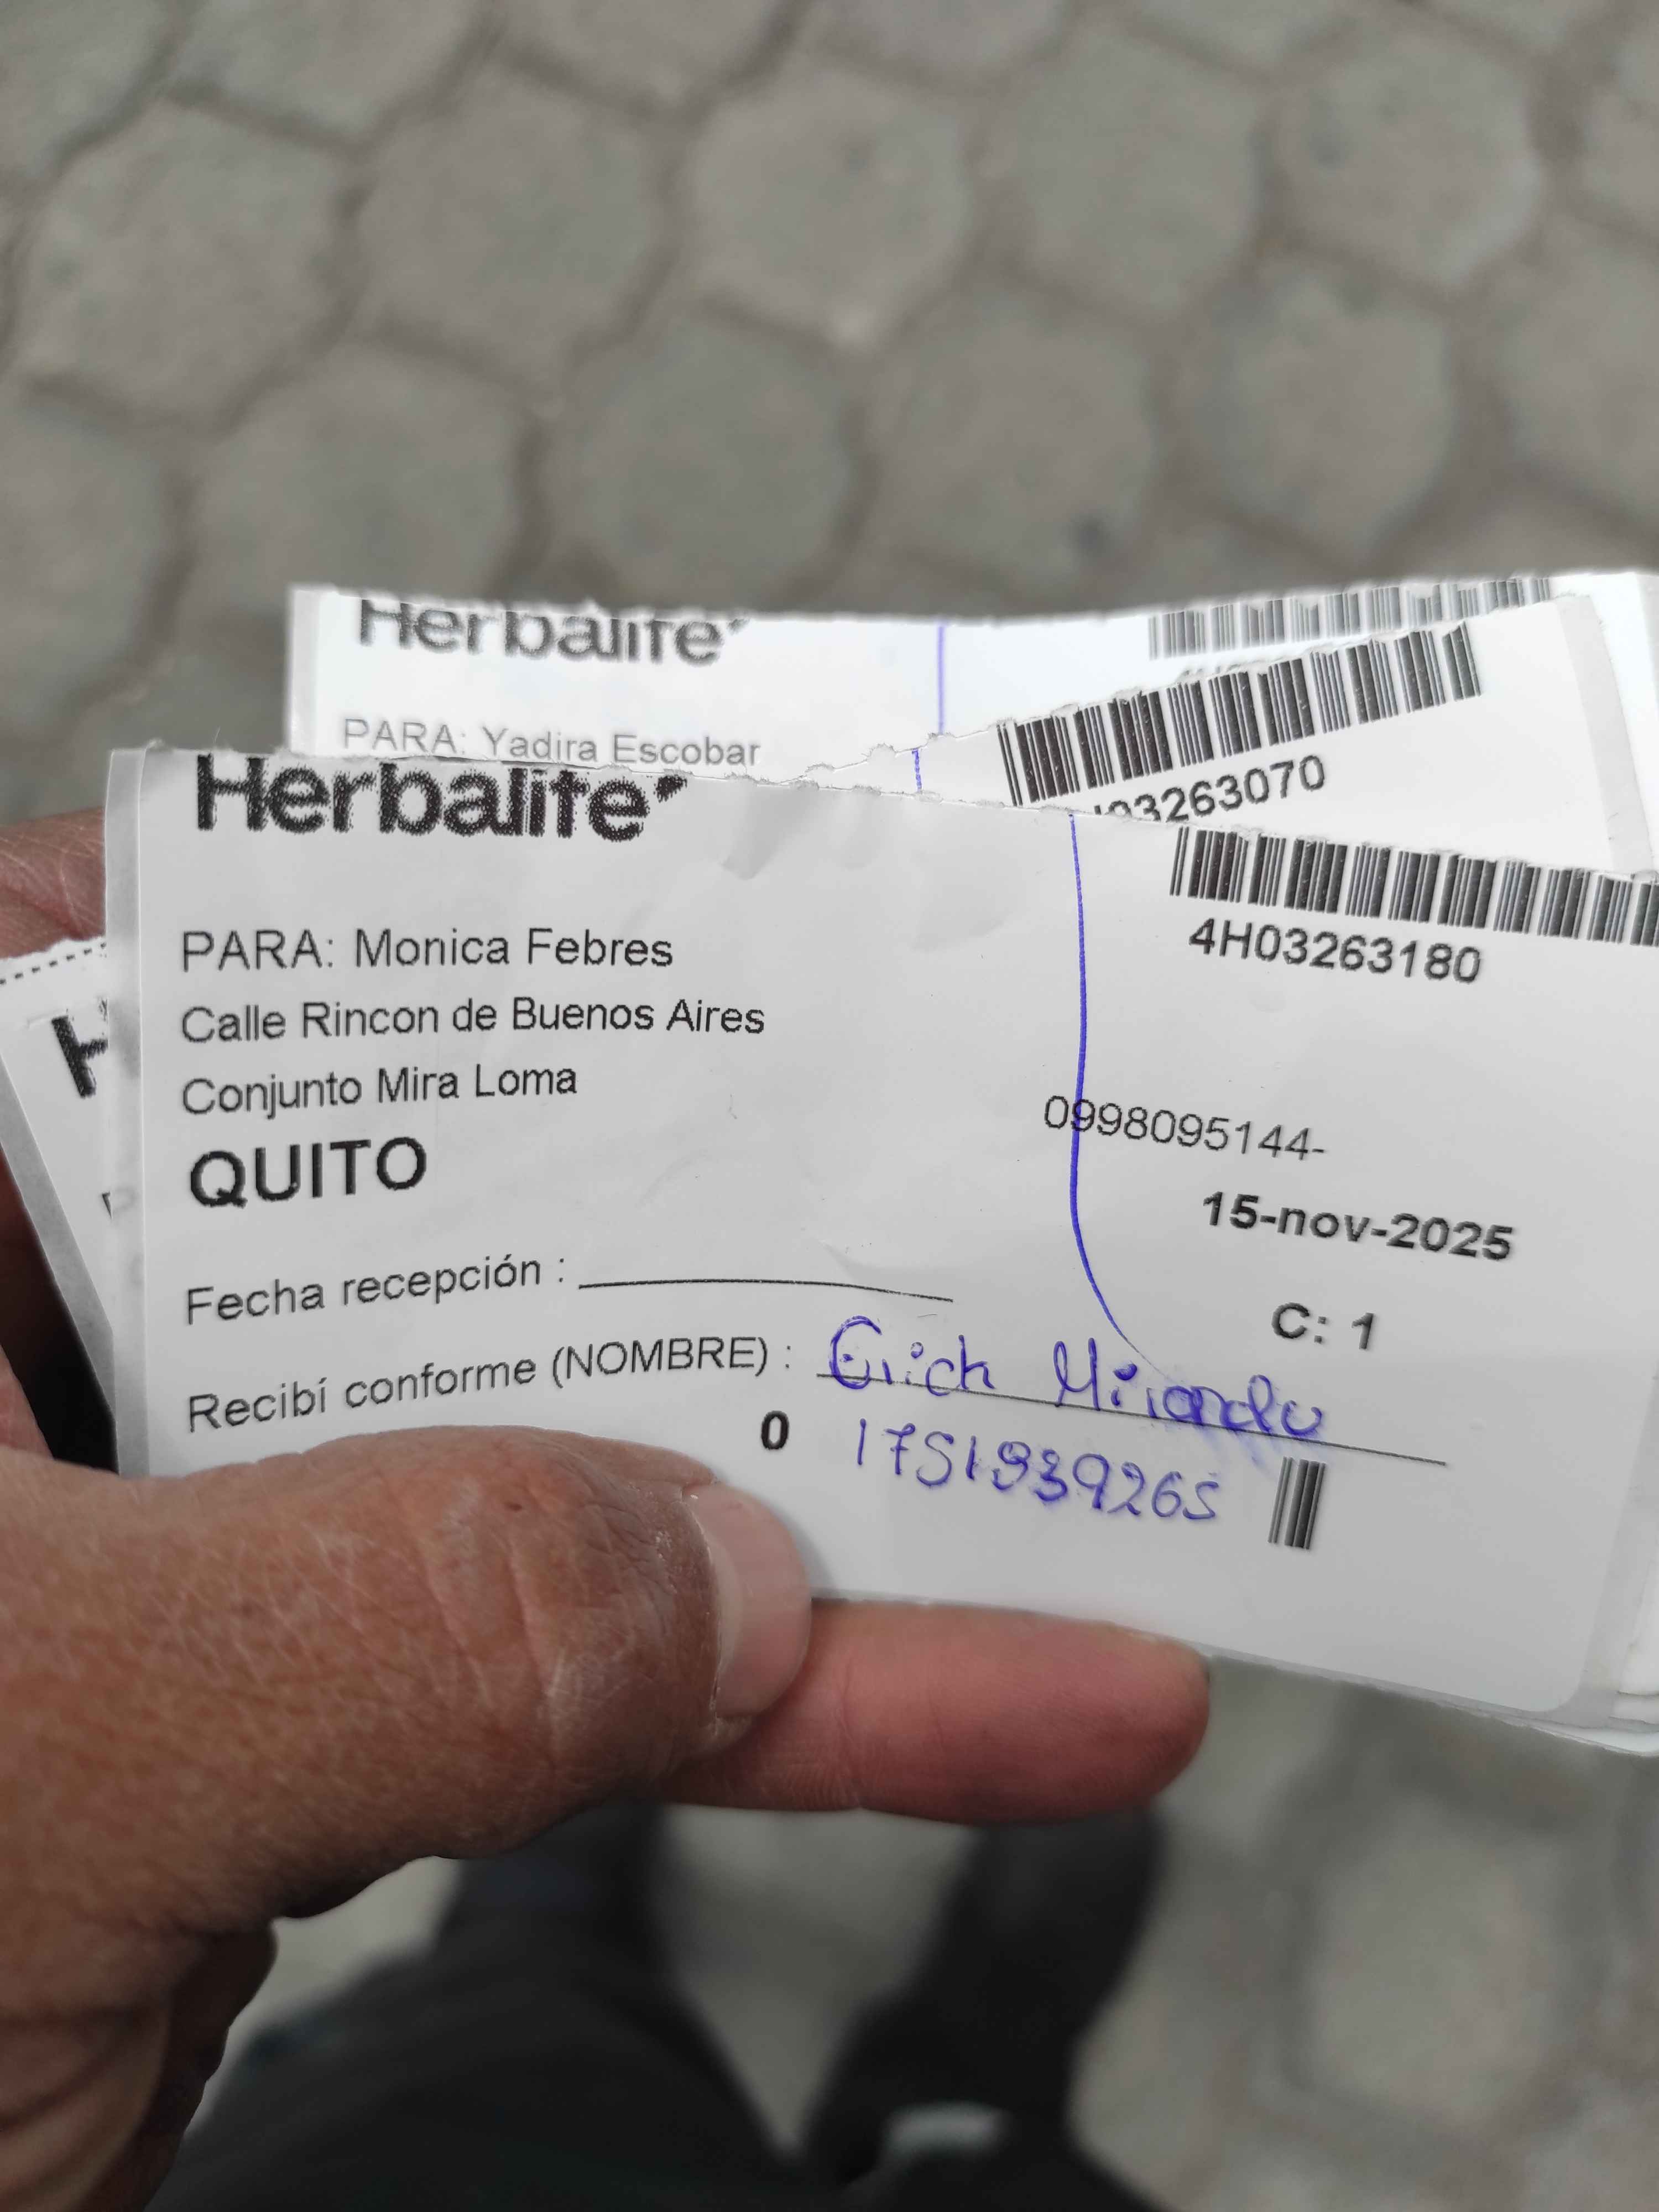 Herbalife
PARA: Yadira Escobar
03263070
Herbalife
4H03263180
PARA: Monica Febres
Calle Rincon de Buenos Aires
Conjunto Mira Loma
0998095144-
QUITO
15-nov-2025
Fecha recepción :
C: 1
Recibí conforme (NOMBRE) : Erich Miranda
0 1751939265
H